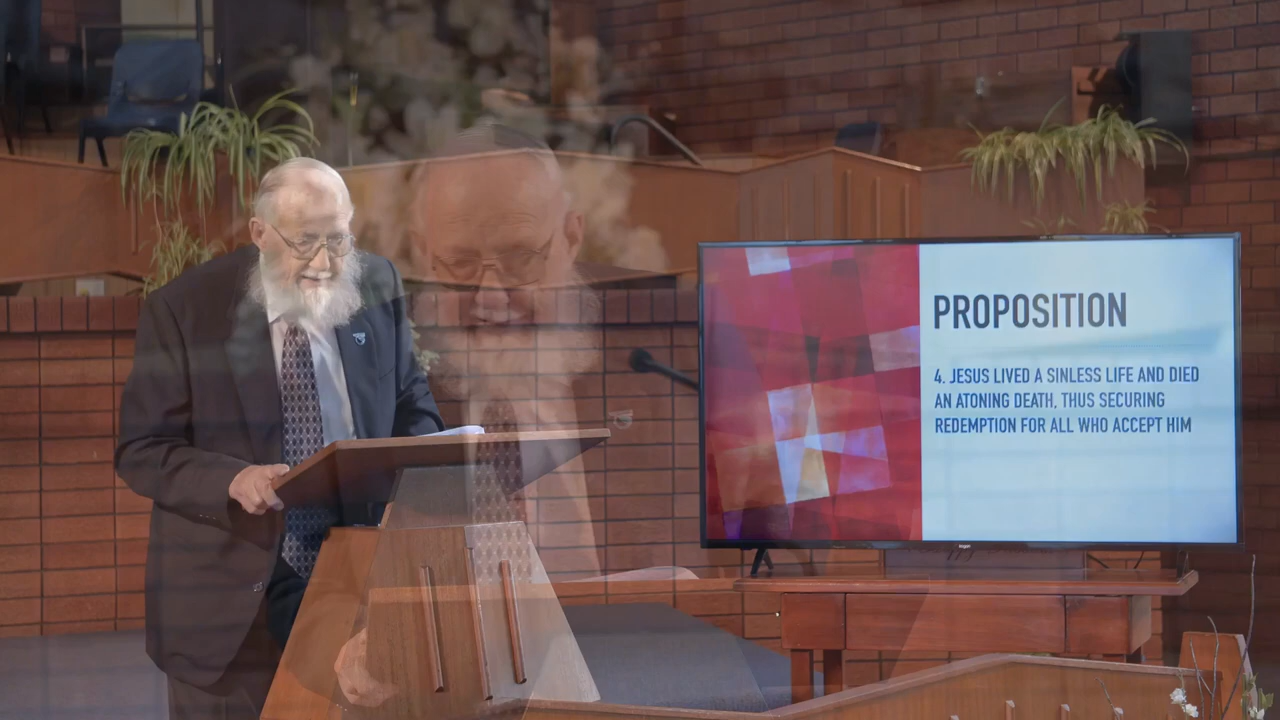 PROPOSITION
4. JESUS LIVED A SINLESS LIFE AND DIED
AN ATONING DEATH, THUS SECURING
REDEMPTION FOR ALL WHO ACCEPT HIM